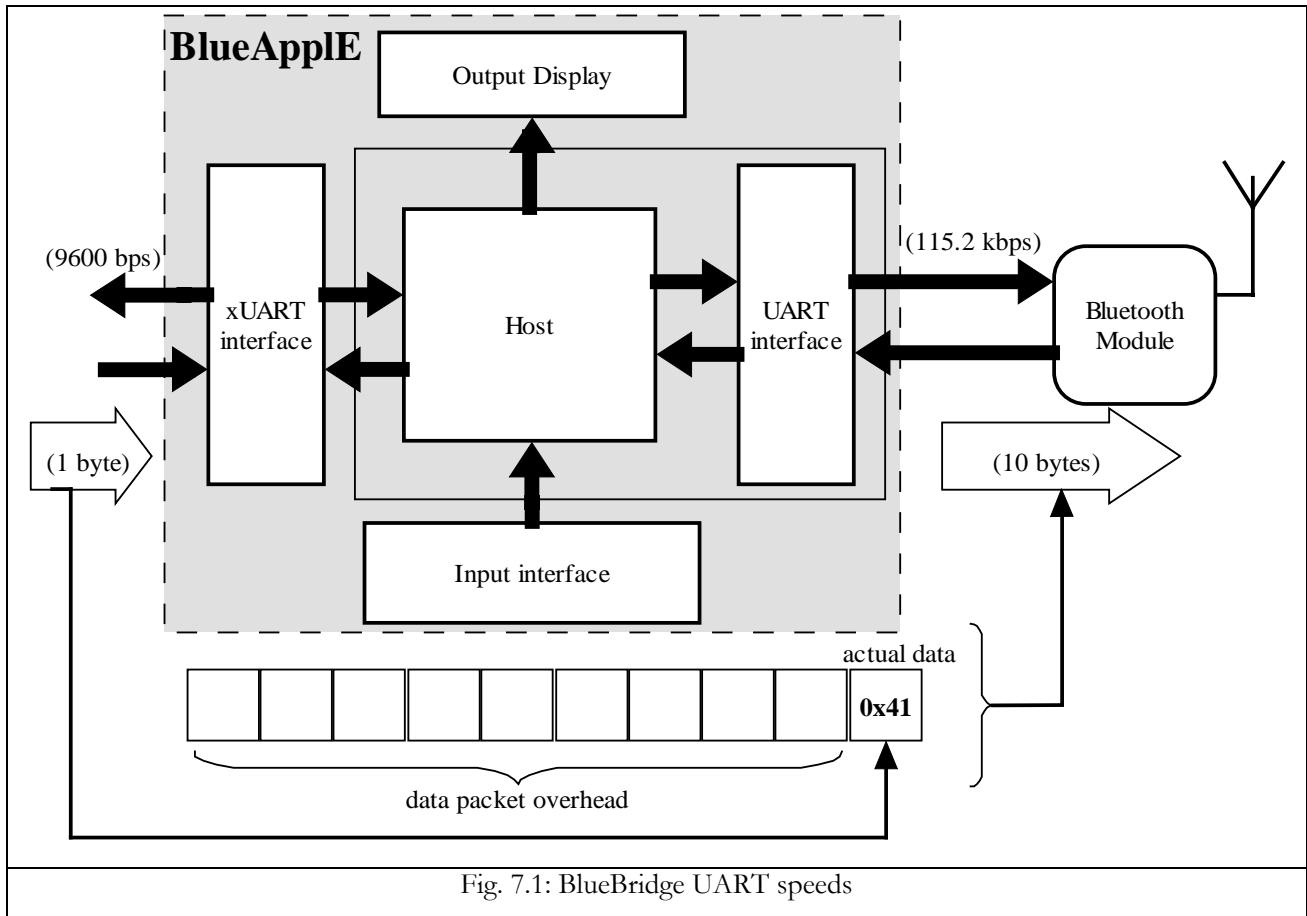 BlueApplE
Output Display
(9600 bps)
xUART
interface
Host
UART
interface
(115.2 kbps)
Bluetooth
Module
(1 byte)
(10 bytes)
Input interface
actual data
0x41
data packet overhead
Fig. 7.1: BlueBridge UART speeds